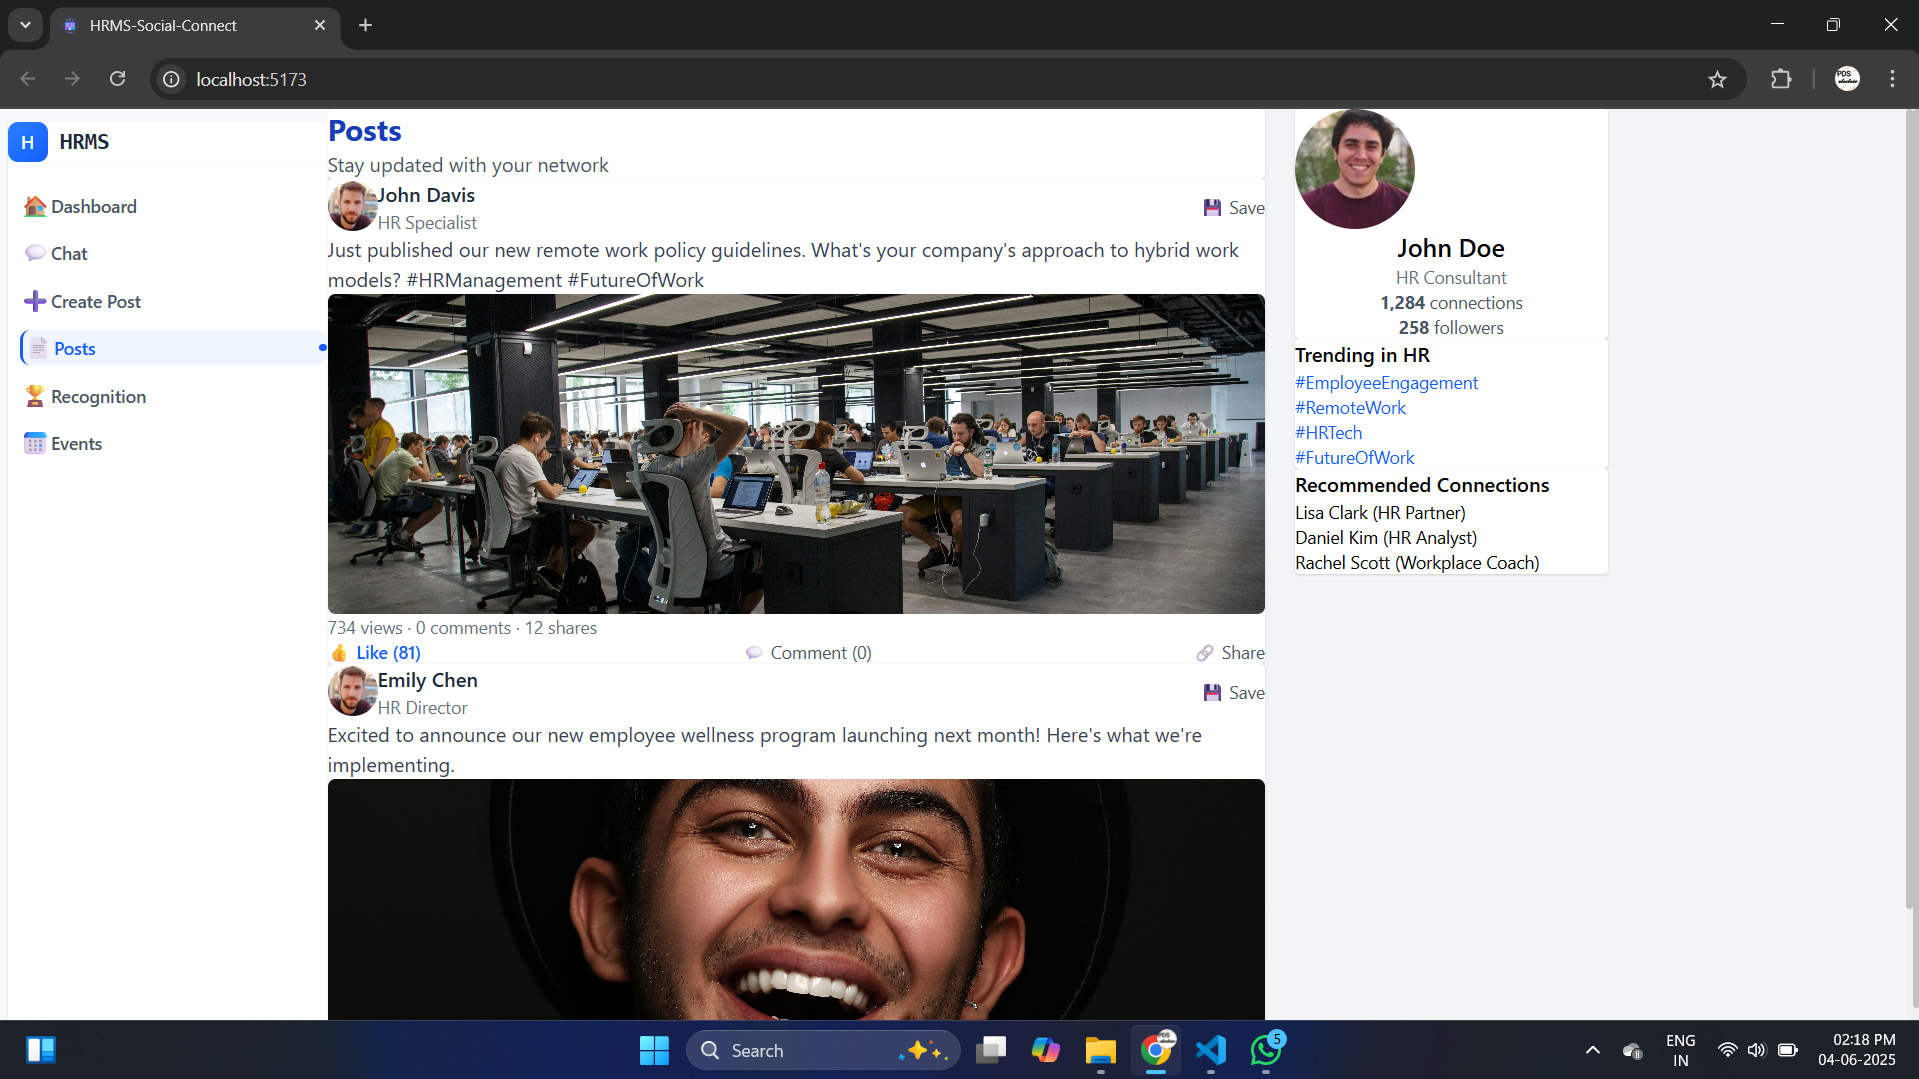 HRMS-Social-Connect
localhost:5173
PDS
H HRMS
Dashboard
Chat
Create Post
Posts
Recognition
Events
Posts
Stay updated with your network
John Davis
HR Specialist
Save
Just published our new remote work policy guidelines. What's your company's approach to hybrid work
models? #HRManagement #FutureOfWork
N
734 views · 0 comments · 12 shares
Like (81)
Comment (0)
Share
Emily Chen
HR Director
Save
Excited to announce our new employee wellness program launching next month! Here's what we're
implementing.
John Doe
HR Consultant
1,284 connections
258 followers
Trending in HR
#EmployeeEngagement
#RemoteWork
#HRTech
#FutureOfWork
Recommended Connections
Lisa Clark (HR Partner)
Daniel Kim (HR Analyst)
Rachel Scott (Workplace Coach)
Search
PDS
5
ENG
IN
02:18 PM
04-06-2025